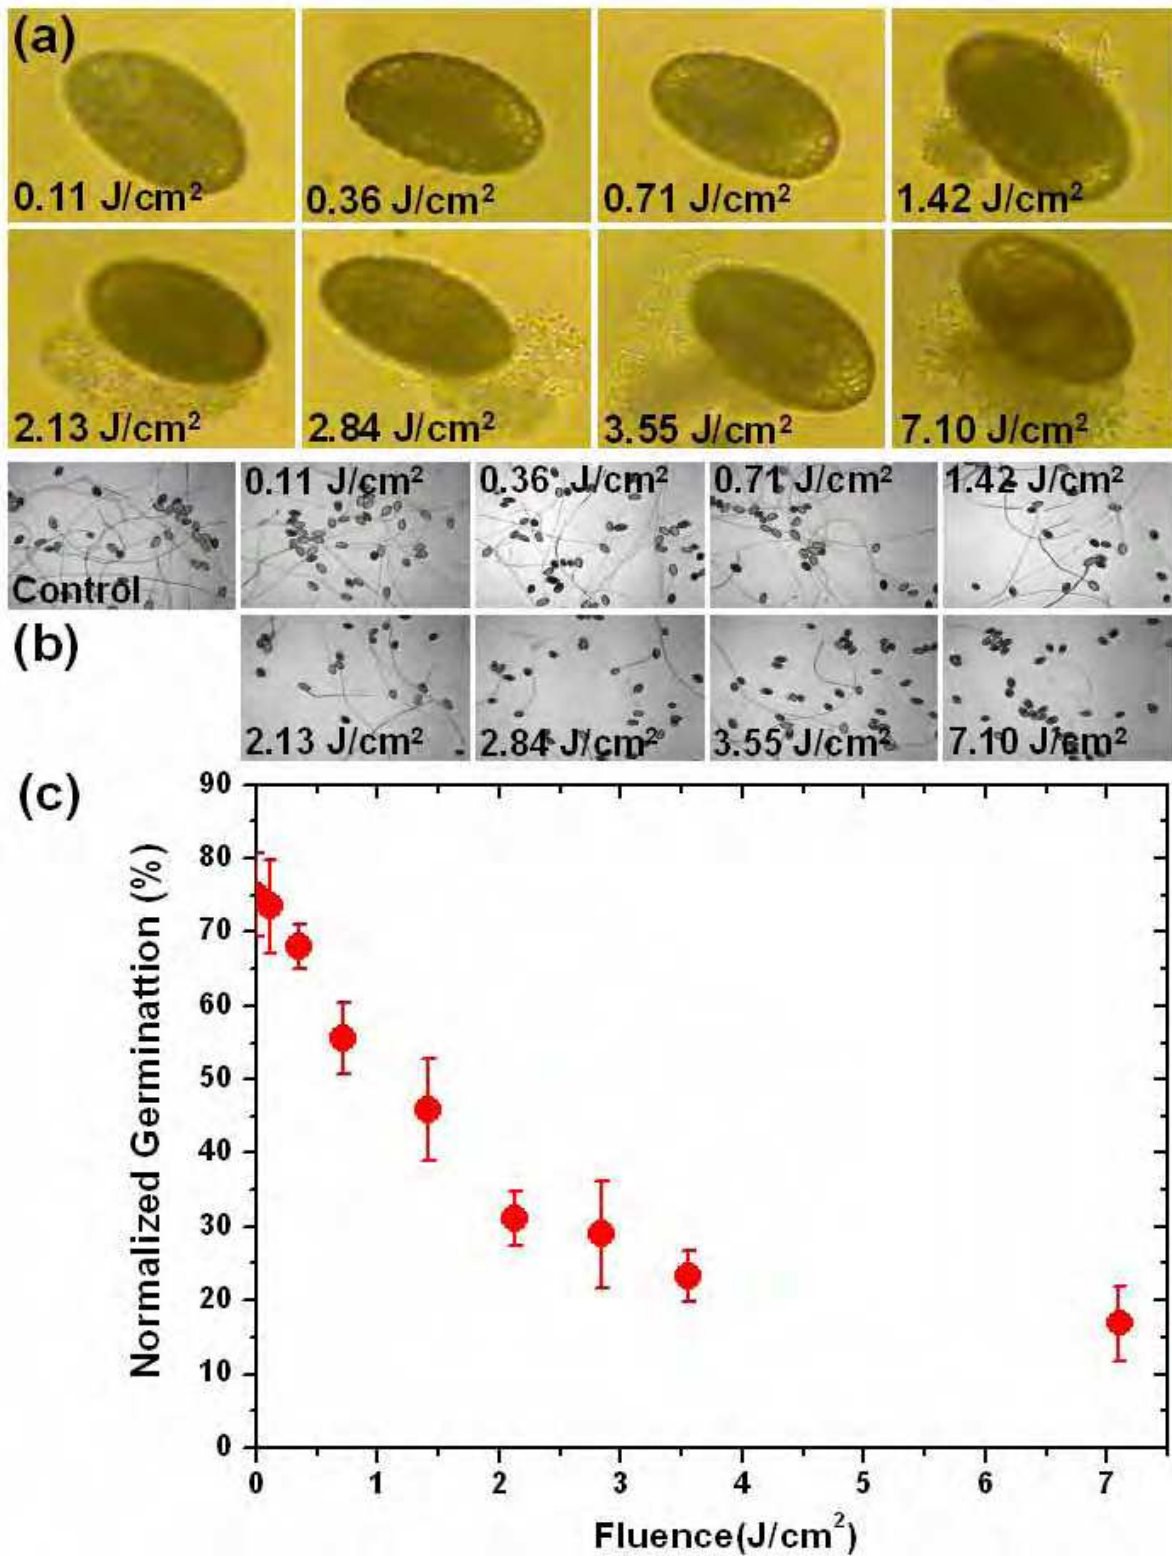 (a)
0.11 J/cm²
0.36 J/cm²
0.71 J/cm²
1.42 J/cm²
2.13 J/cm²
2.84 J/cm²
3.55 J/cm²
7.10 J/cm²
Control
0.11 J/cm²
0.36 J/cm²
0.71 J/cm²
1.42 J/cm²
(b)
2.13 J/cm²
2.84 J/cm²
3.55 J/cm²
7.10 J/cm²
(c)
Normalized Germinattion (%)
90
80
70
60
50
40
30
20
10
0
0 1 2 3 4 5 6 7
Fluence(J/cm²)